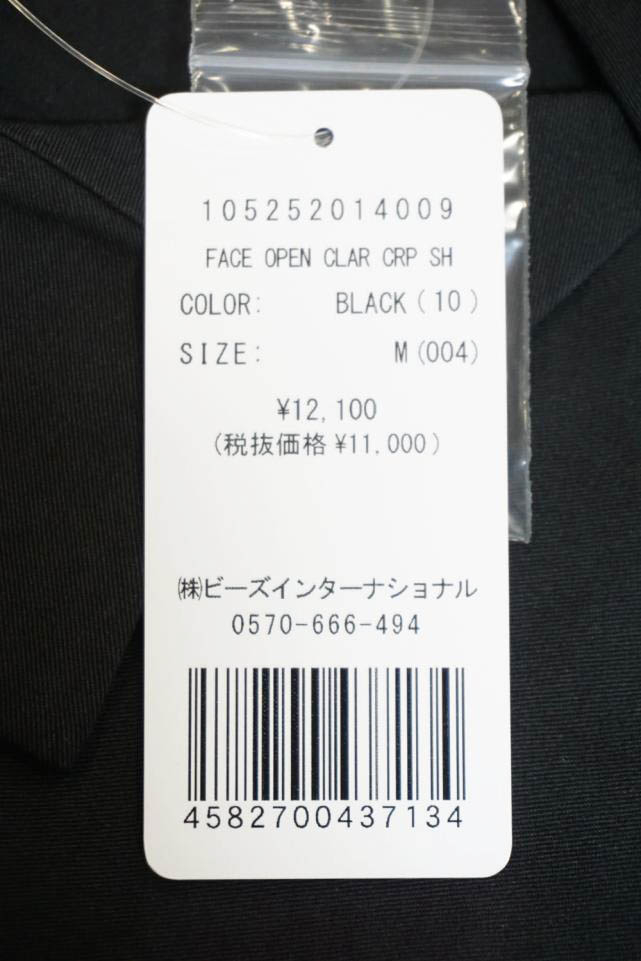 105252014009
FACE OPEN CLAR CRP SH
COLOR: BLACK(10)
SIZE: M(004)
¥12,100
(税抜価格 ¥11,000)
㈱ビーズインターナショナル
0570-666-494
4582700437134